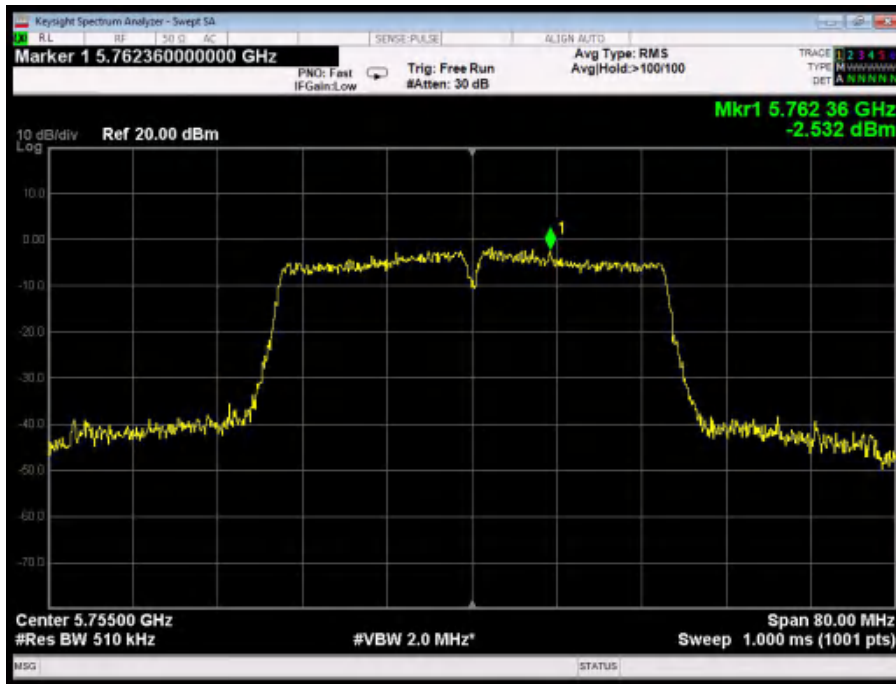 Keysight Spectrum Analyzer - Swept SA
RL RF 50 Ω AC SENSE:PULSE ALIGN AUTO
Marker 1 5.762360000000 GHz
PNO: Fast
IFGain:Low
Trig: Free Run
#Atten: 30 dB
Avg Type: RMS
Avg|Hold:>100/100
TRACE 1 2 3 4 5 6
TYPE M W W W W W
DET A N N N N N
Mkr1 5.762 36 GHz
-2.532 dBm
10 dB/div Ref 20.00 dBm
Log
10.0
0.00
-10.0
-20.0
-30.0
-40.0
-50.0
-60.0
-70.0
1
Center 5.75500 GHz
Span 80.00 MHz
#Res BW 510 kHz
#VBW 2.0 MHz*
Sweep 1.000 ms (1001 pts)
MSG STATUS